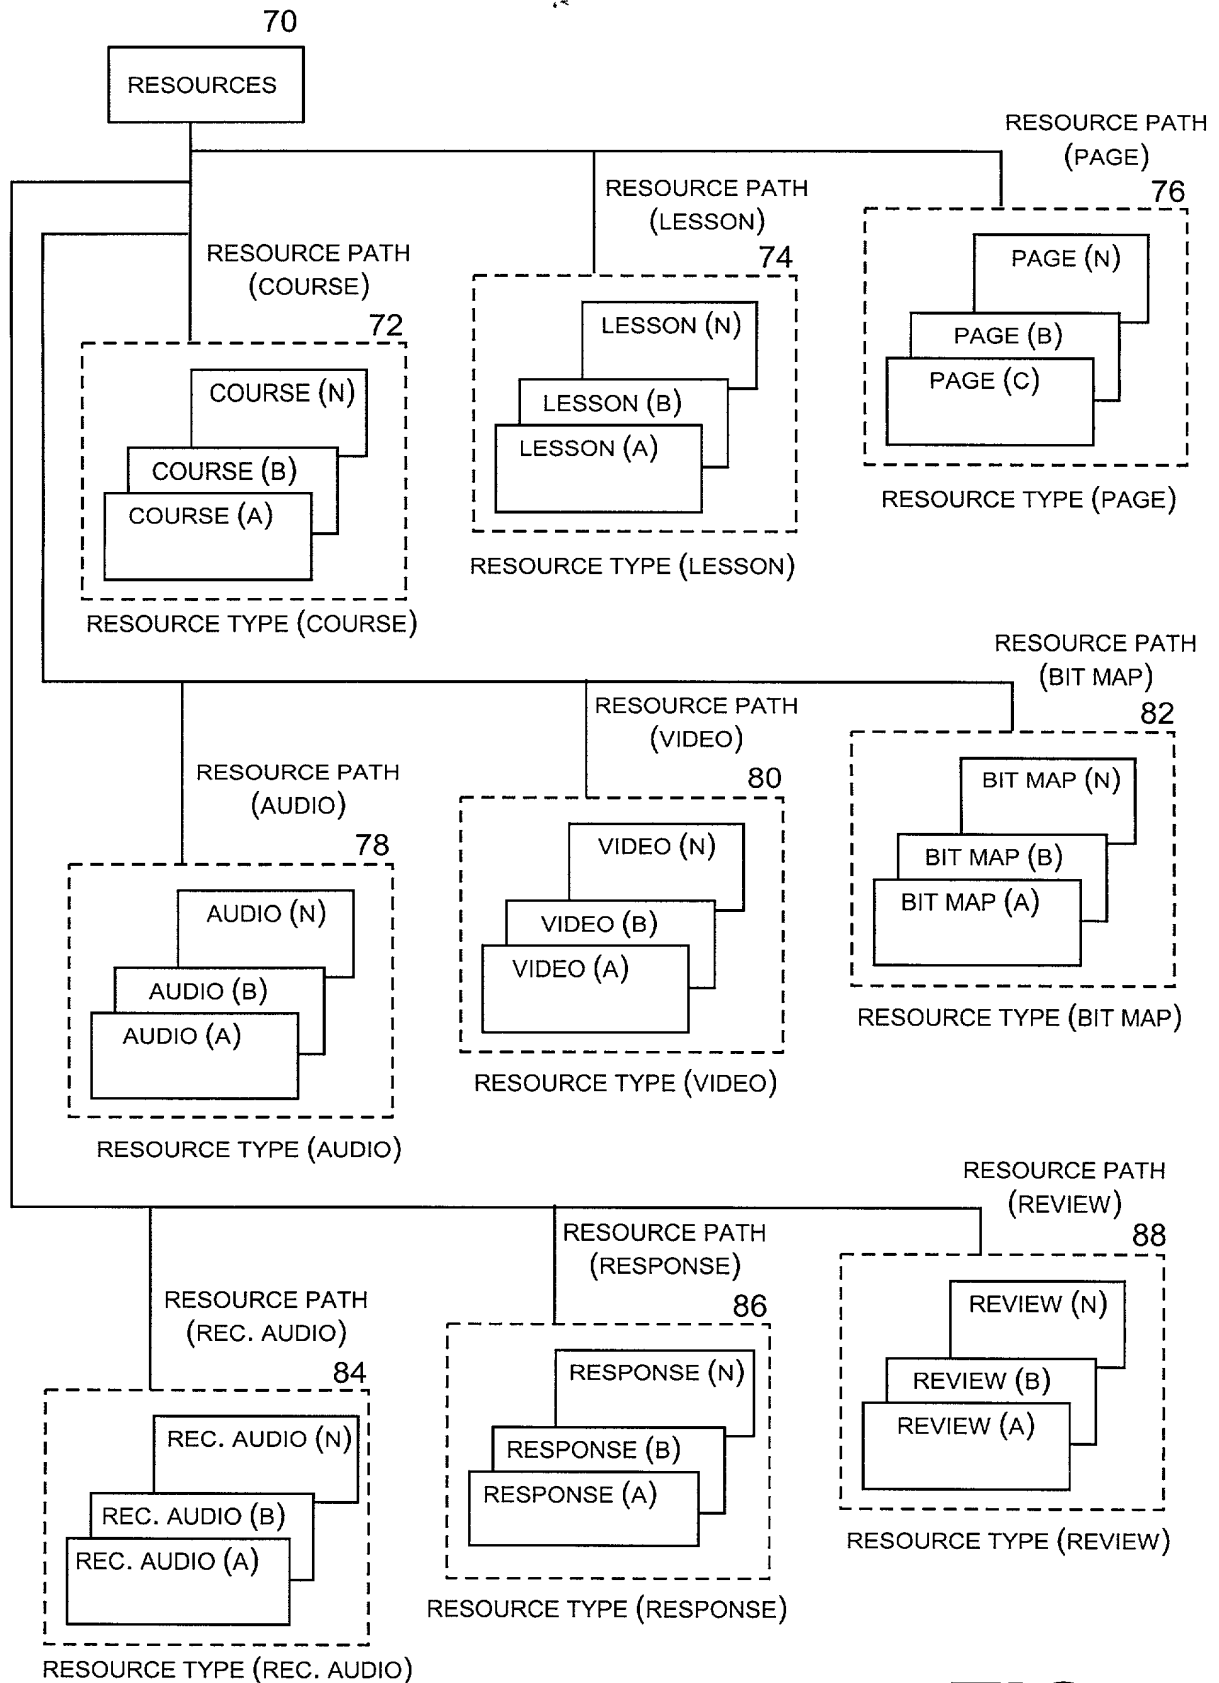 70
RESOURCES
RESOURCE PATH
(PAGE)
76
PAGE (N)
PAGE (B)
PAGE (C)
RESOURCE TYPE (PAGE)
RESOURCE PATH
(LESSON)
74
LESSON (N)
LESSON (B)
LESSON (A)
RESOURCE TYPE (LESSON)
RESOURCE PATH
(COURSE)
72
COURSE (N)
COURSE (B)
COURSE (A)
RESOURCE TYPE (COURSE)
RESOURCE PATH
(BIT MAP)
82
BIT MAP (N)
BIT MAP (B)
BIT MAP (A)
RESOURCE TYPE (BIT MAP)
RESOURCE PATH
(VIDEO)
80
VIDEO (N)
VIDEO (B)
VIDEO (A)
RESOURCE TYPE (VIDEO)
RESOURCE PATH
(AUDIO)
78
AUDIO (N)
AUDIO (B)
AUDIO (A)
RESOURCE TYPE (AUDIO)
RESOURCE PATH
(REVIEW)
88
REVIEW (N)
REVIEW (B)
REVIEW (A)
RESOURCE TYPE (REVIEW)
RESOURCE PATH
(RESPONSE)
86
RESPONSE (N)
RESPONSE (B)
RESPONSE (A)
RESOURCE TYPE (RESPONSE)
RESOURCE PATH
(REC. AUDIO)
84
REC. AUDIO (N)
REC. AUDIO (B)
REC. AUDIO (A)
RESOURCE TYPE (REC. AUDIO)